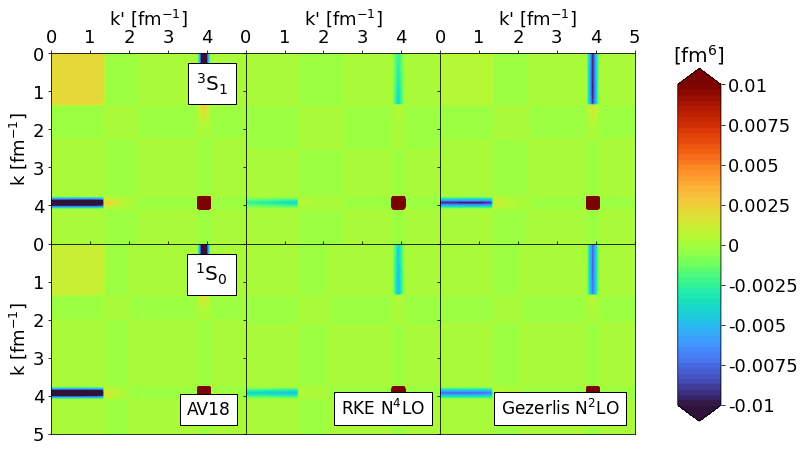 k' [fm⁻¹] k' [fm⁻¹] k' [fm⁻¹]
0 1 2 3 4 0 1 2 3 4 0 1 2 3 4 5
[fm⁶]
0.01
0.0075
0.005
0.0025
0
-0.0025
-0.005
-0.0075
-0.01
k [fm⁻¹]
0
1
2
3
4
³S₁
k [fm⁻¹]
0
1
2
3
4
5
¹S₀
AV18
RKE N⁴LO
Gezerlis N²LO